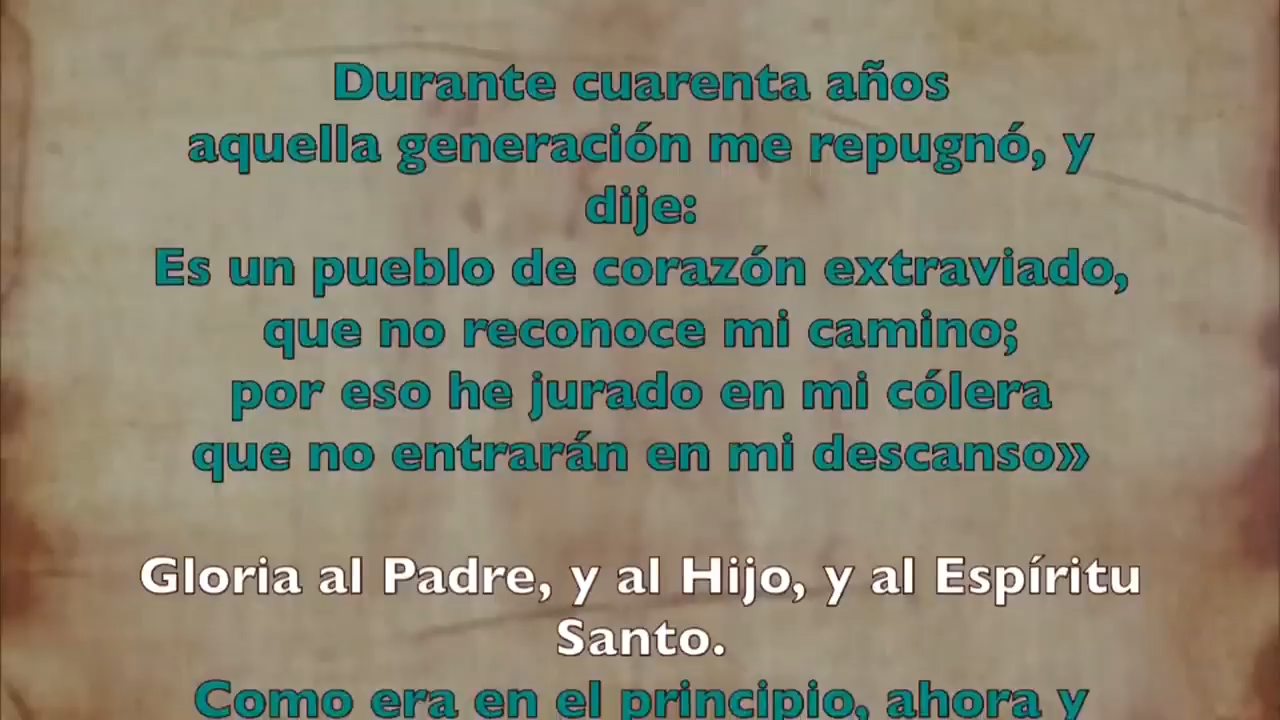 Durante cuarenta años
aquella generación me repugnó, y
dije:
Es un pueblo de corazón extraviado,
que no reconoce mi camino;
por eso he jurado en mi cólera
que no entrarán en mi descanso»
Gloria al Padre, y al Hijo, y al Espíritu
Santo.
Como era en el principio, ahora y